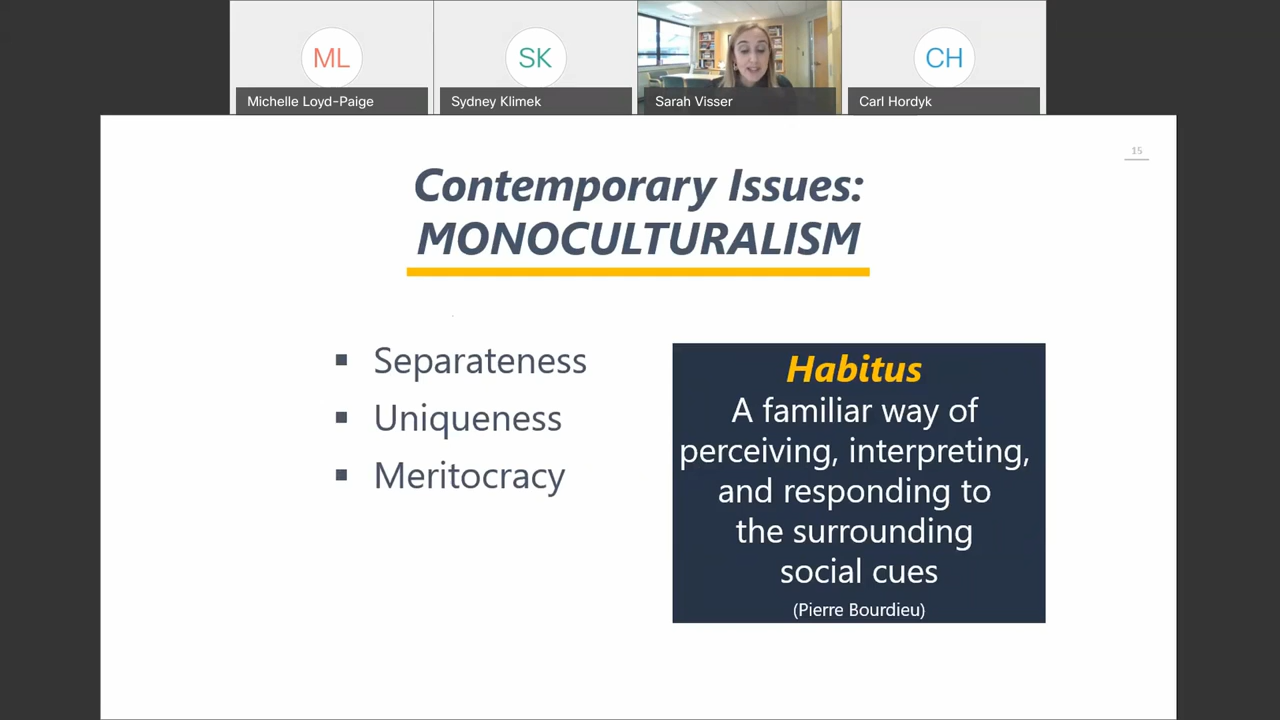 ML
SK
CH
Michelle Loyd-Paige
Sydney Klimek
Sarah Visser
Carl Hordyk
15
Contemporary Issues:
MONOCULTURALISM
▪ Separateness
▪ Uniqueness
▪ Meritocracy
Habitus
A familiar way of
perceiving, interpreting,
and responding to
the surrounding
social cues
(Pierre Bourdieu)